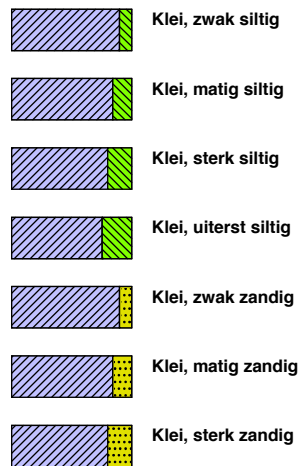 Klei, zwak siltig
Klei, matig siltig
Klei, sterk siltig
Klei, uiterst siltig
Klei, zwak zandig
Klei, matig zandig
Klei, sterk zandig